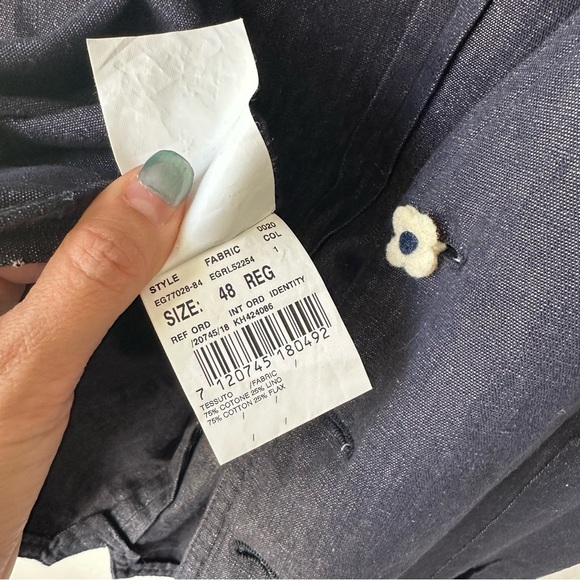 0020
STYLE FABRIC COL
EG77028-84 EGRL52254 1
SIZE: 48 REG
REF ORD INT ORD IDENTITY
/20745/18 KH424086
7 120745 180492
TESSUTO /FABRIC
75% COTONE 25% LINO
75% COTTON 25% FLAX
/ /
/ /